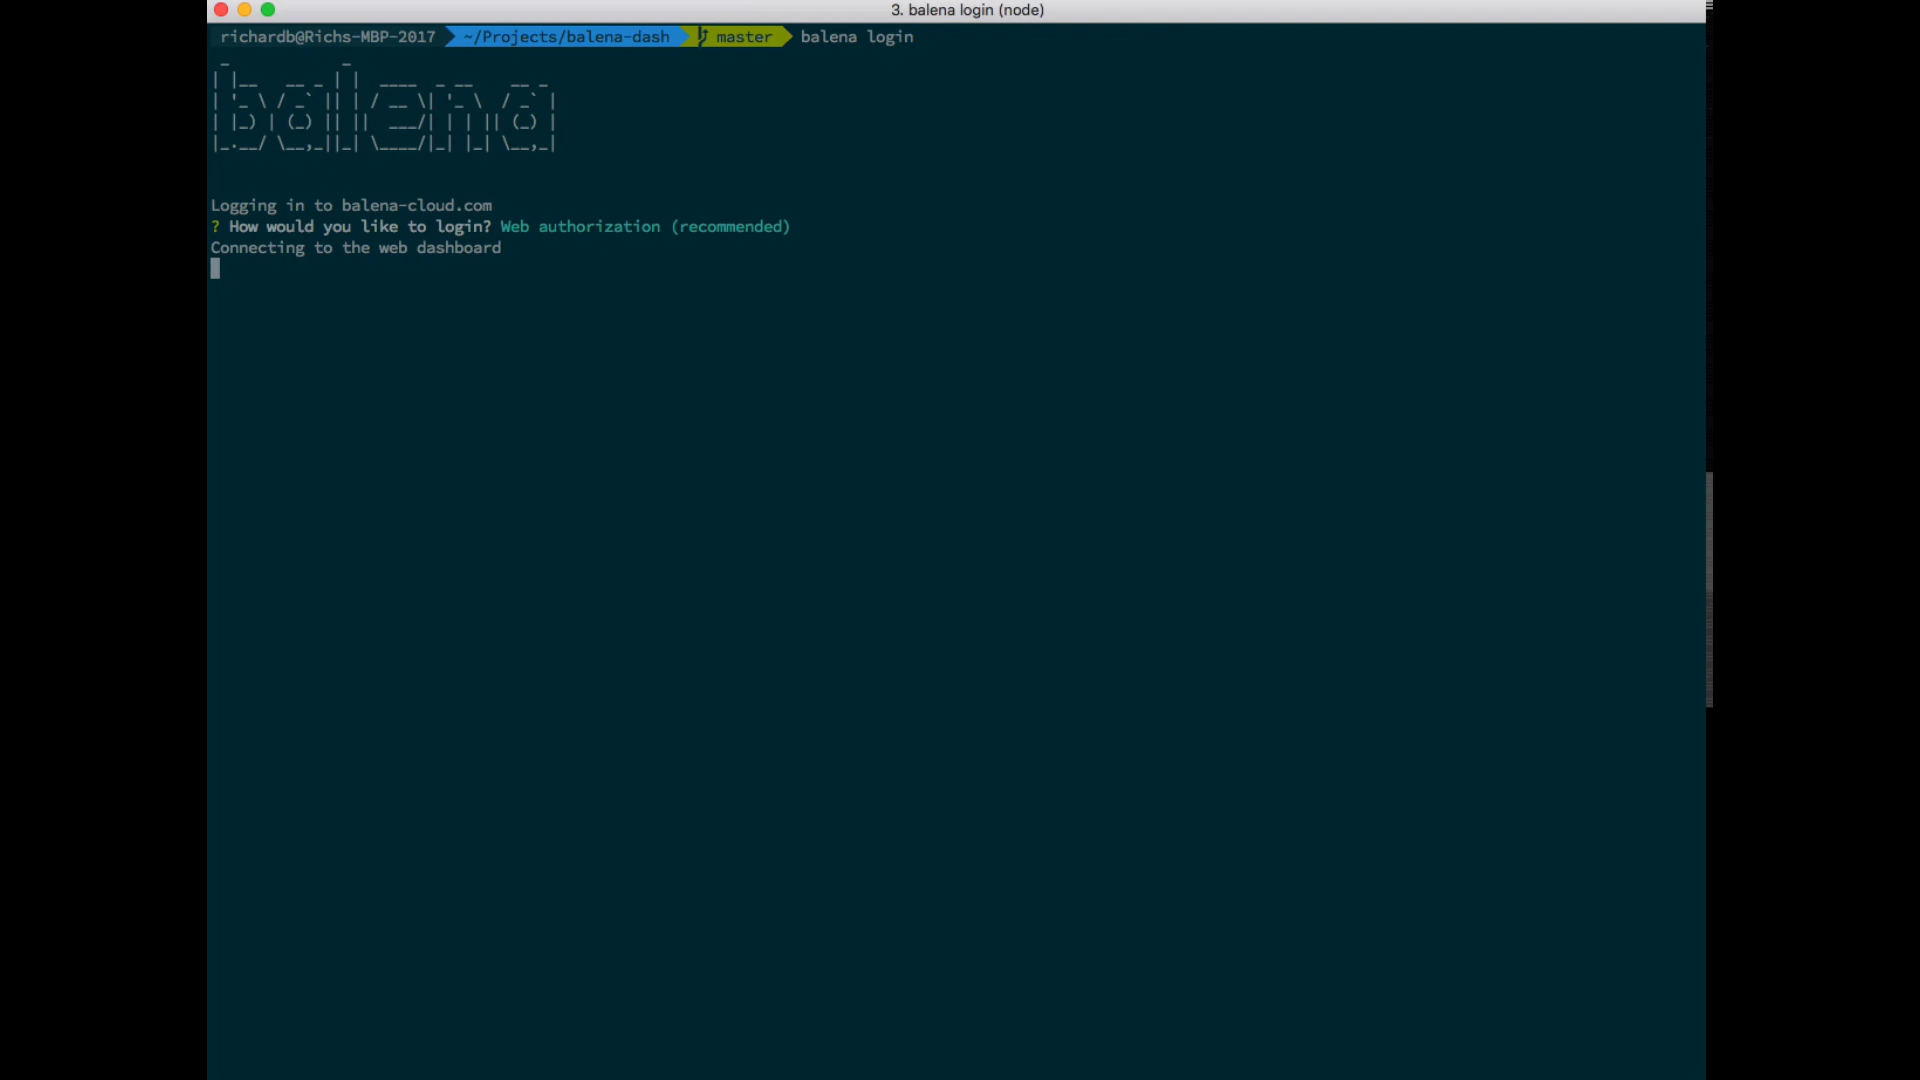 3. balena login (node)
richardb@Richs-MBP-2017 ~/Projects/balena-dash master balena login
balena
Logging in to balena-cloud.com
? How would you like to login? Web authorization (recommended)
Connecting to the web dashboard